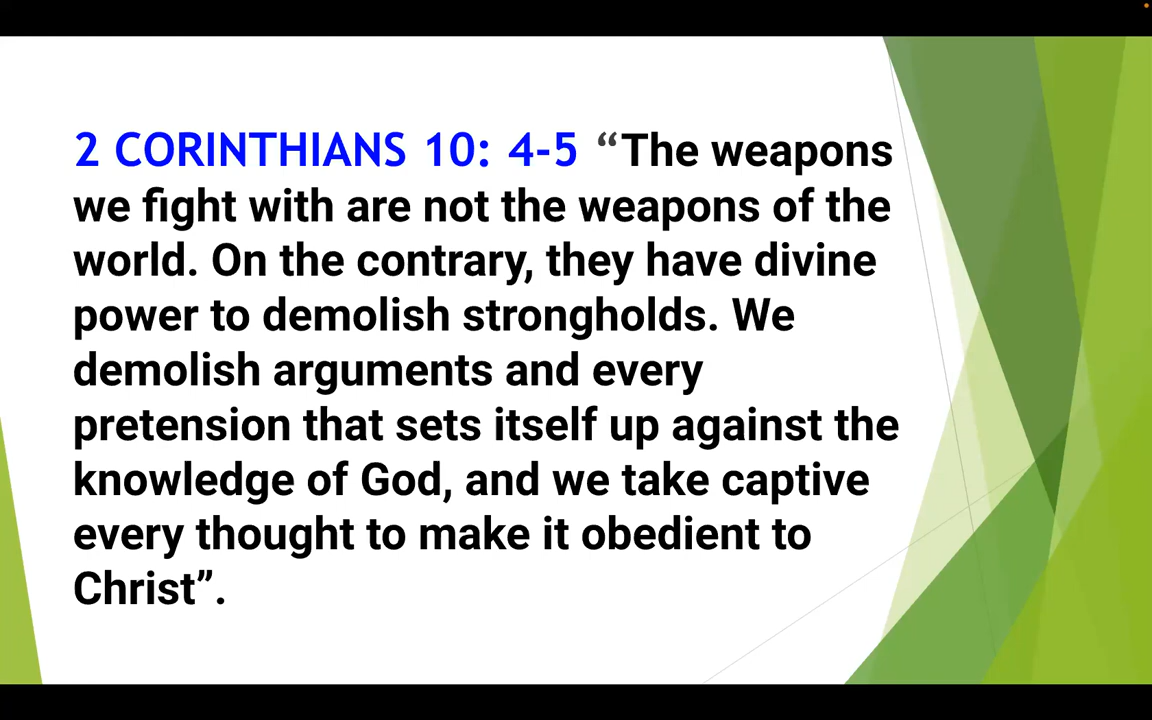 2 CORINTHIANS 10: 4-5 “The weapons
we fight with are not the weapons of the
world. On the contrary, they have divine
power to demolish strongholds. We
demolish arguments and every
pretension that sets itself up against the
knowledge of God, and we take captive
every thought to make it obedient to
Christ”.